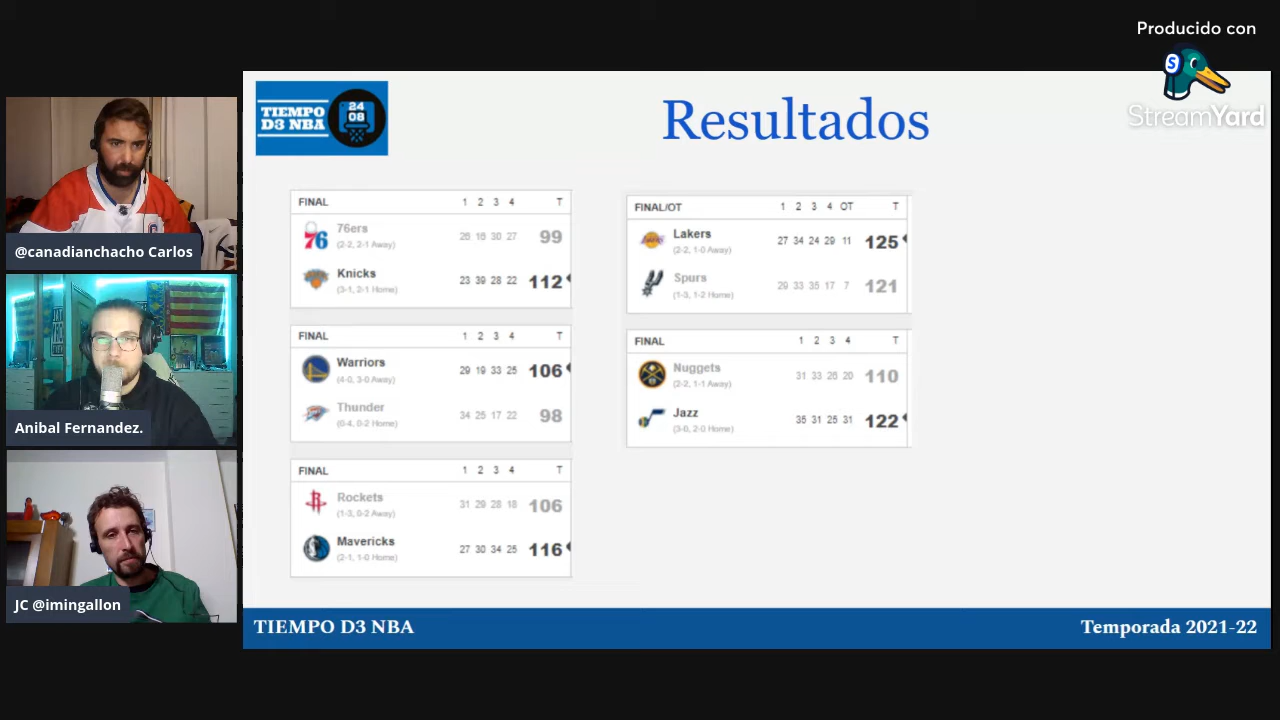 Producido con
StreamYard
TIEMPO
D3 NBA
24
08
Resultados
FINAL 1 2 3 4 T
76ers 26 16 30 27 99
(2-2, 2-1 Away)
Knicks 23 39 28 22 112
(3-1, 2-1 Home)
FINAL 1 2 3 4 T
Warriors 29 19 33 25 106
(4-0, 3-0 Away)
Thunder 34 25 17 22 98
(0-4, 0-2 Home)
FINAL 1 2 3 4 T
Rockets 31 29 28 18 106
(1-3, 0-2 Away)
Mavericks 27 30 34 25 116
(2-1, 1-0 Home)
FINAL/OT 1 2 3 4 OT T
Lakers 27 34 24 29 11 125
(2-2, 1-0 Away)
Spurs 29 33 35 17 7 121
(1-3, 1-2 Home)
FINAL 1 2 3 4 T
Nuggets 31 33 26 20 110
(2-2, 1-1 Away)
Jazz 35 31 25 31 122
(3-0, 2-0 Home)
@canadianchacho Carlos
Anibal Fernandez.
JC @imingallon
TIEMPO D3 NBA
Temporada 2021-22